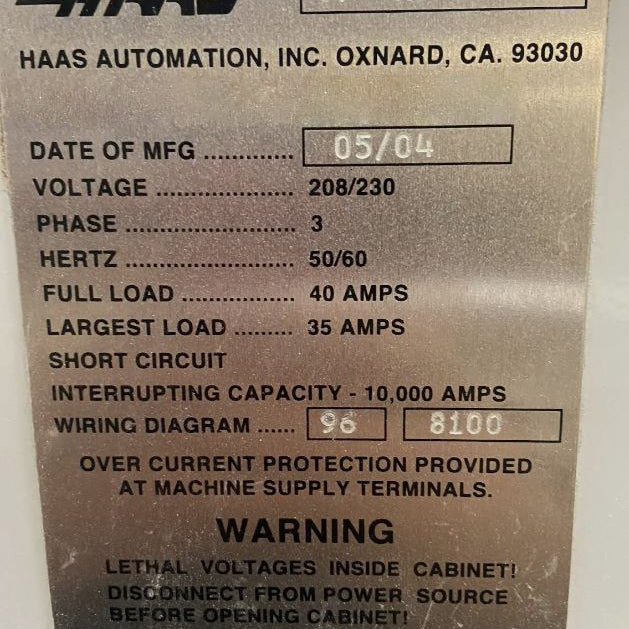 HAAS
HAAS AUTOMATION, INC. OXNARD, CA. 93030
DATE OF MFG ............. 05/04
VOLTAGE .................... 208/230
PHASE ......................... 3
HERTZ ......................... 50/60
FULL LOAD ................. 40 AMPS
LARGEST LOAD ......... 35 AMPS
SHORT CIRCUIT
INTERRUPTING CAPACITY - 10,000 AMPS
WIRING DIAGRAM ...... 96 8100
OVER CURRENT PROTECTION PROVIDED
AT MACHINE SUPPLY TERMINALS.
WARNING
LETHAL VOLTAGES INSIDE CABINET!
DISCONNECT FROM POWER SOURCE
BEFORE OPENING CABINET!